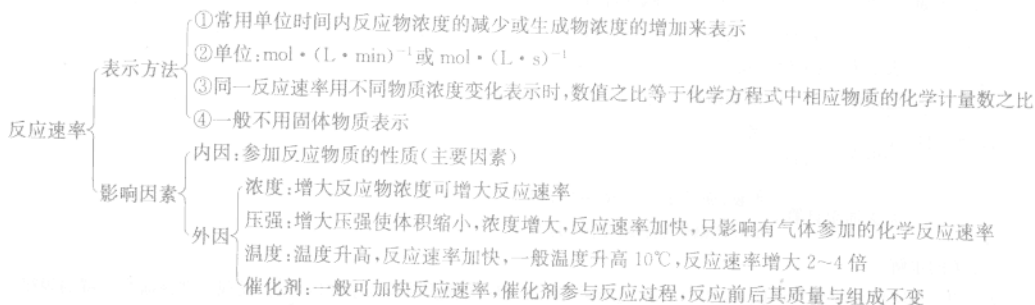 ①常用单位时间内反应物浓度的减少或生成物浓度的增加来表示
②单位:mol·(L·min)⁻¹或 mol·(L·s)⁻¹
表示方法
③同一反应速率用不同物质浓度变化表示时,数值之比等于化学方程式中相应物质的化学计量数之比
④一般不用固体物质表示
反应速率
内因:参加反应物质的性质(主要因素)
影响因素
浓度:增大反应物浓度可增大反应速率
压强:增大压强使体积缩小,浓度增大,反应速率加快,只影响有气体参加的化学反应速率
外因
温度:温度升高,反应速率加快,一般温度升高 10℃,反应速率增大 2~4 倍
催化剂:一般可加快反应速率,催化剂参与反应过程,反应前后其质量与组成不变